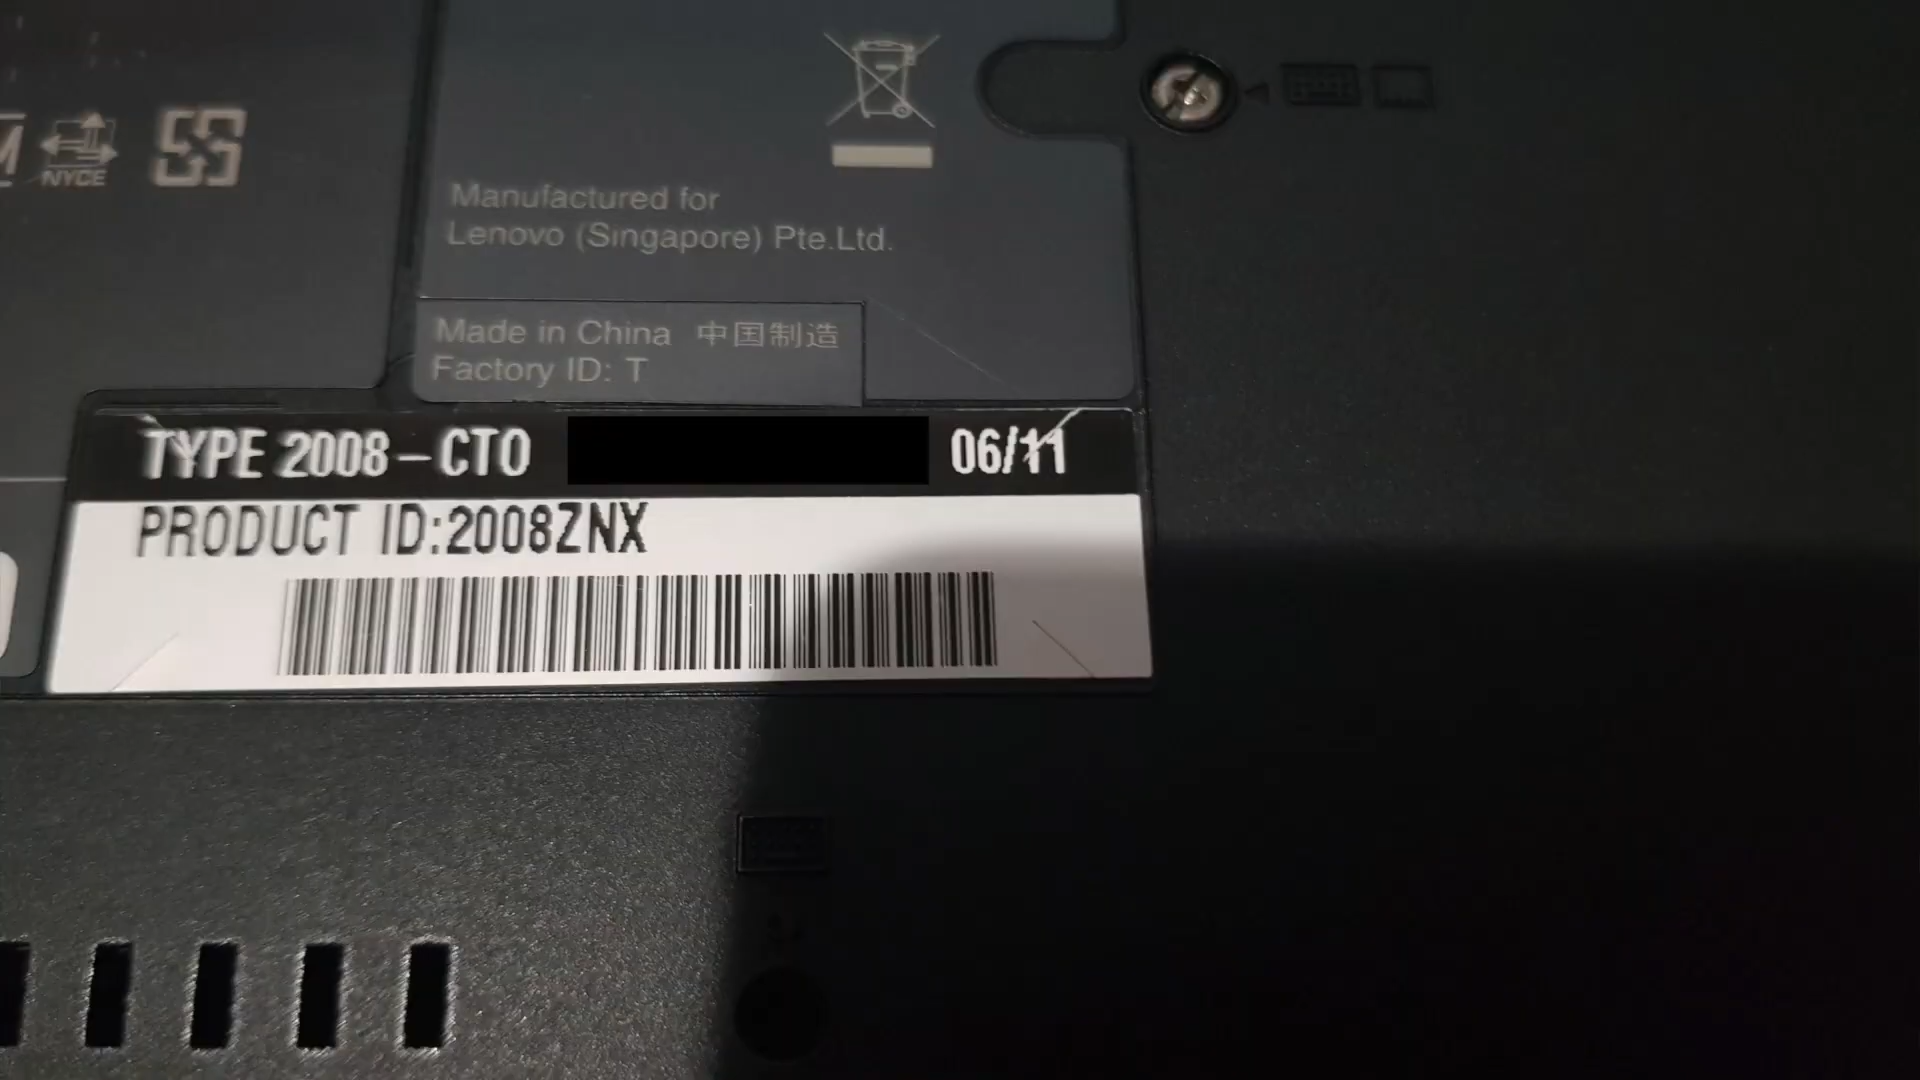 NYCE
Manufactured for
Lenovo (Singapore) Pte.Ltd.
Made in China 中国制造
Factory ID: T
TYPE 2008-CTO 06/11
PRODUCT ID:2008ZNX